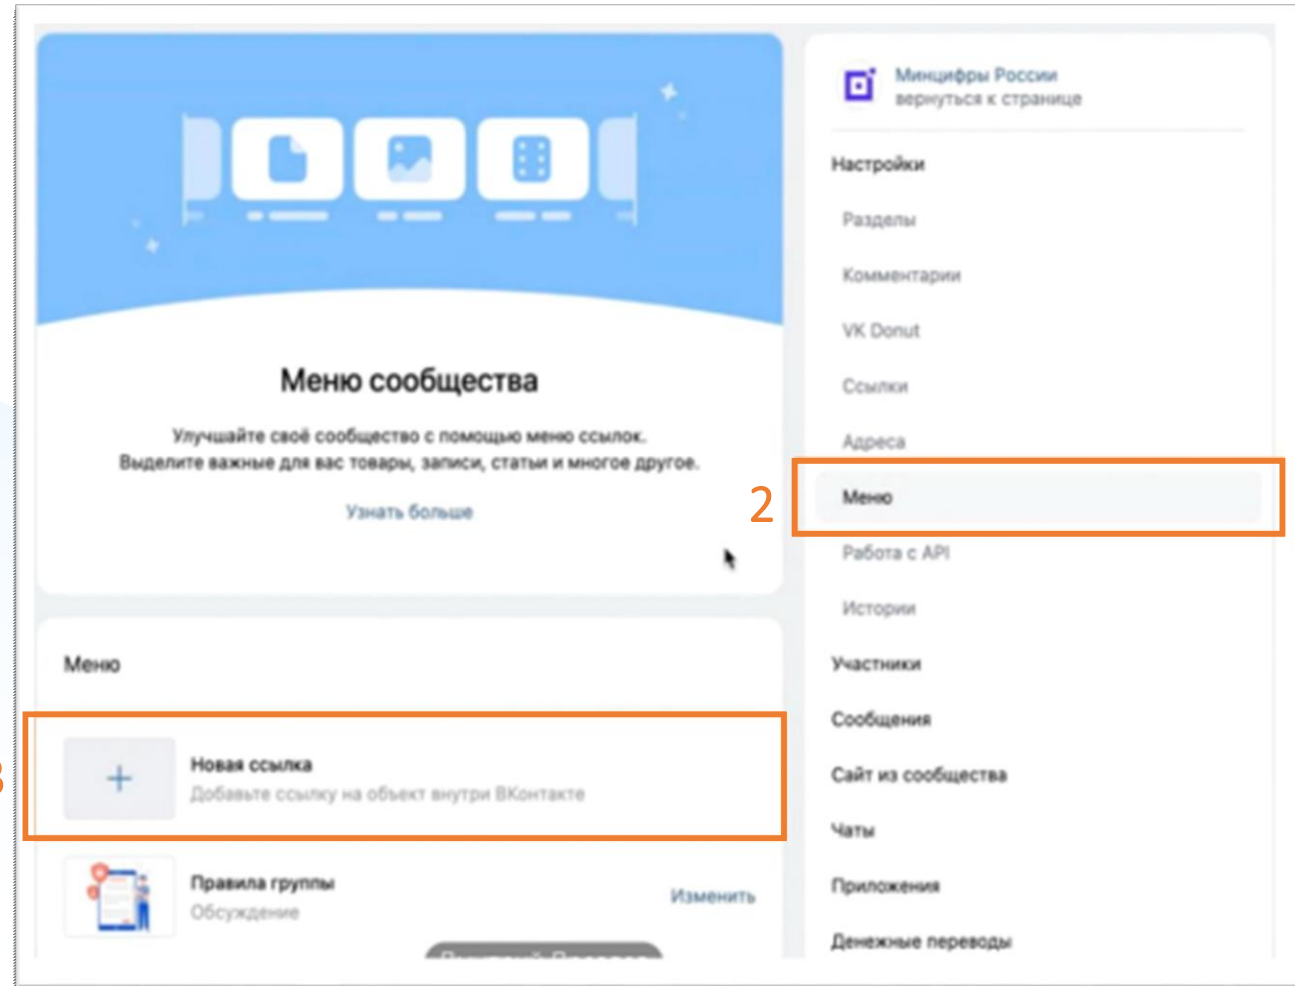 Меню сообщества
Улучшайте своё сообщество с помощью меню ссылок.
Выделите важные для вас товары, записи, статьи и многое другое.
Узнать больше
Меню
3
Новая ссылка
Добавьте ссылку на объект внутри ВКонтакте
Правила группы
Обсуждение
Изменить
Минцифры России
вернуться к странице
Настройки
Разделы
Комментарии
VK Donut
Ссылки
Адреса
2
Меню
Работа с API
Истории
Участники
Сообщения
Сайт из сообщества
Чаты
Приложения
Денежные переводы